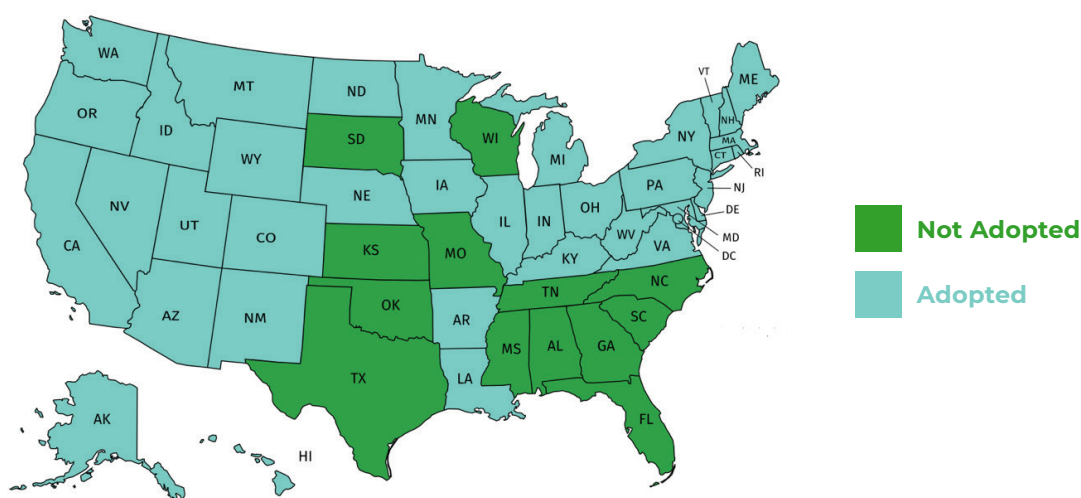 WA
MT
ND
MN
VT
ME
OR
ID
SD
WI
NY
NH
MA
CT
RI
WY
MI
IA
PA
NJ
NV
NE
IL
IN
OH
DE
UT
CO
WV
VA
MD
DC
CA
KS
MO
KY
AZ
NM
OK
AR
TN
NC
SC
MS
AL
GA
TX
LA
FL
AK
HI
Not Adopted
Adopted